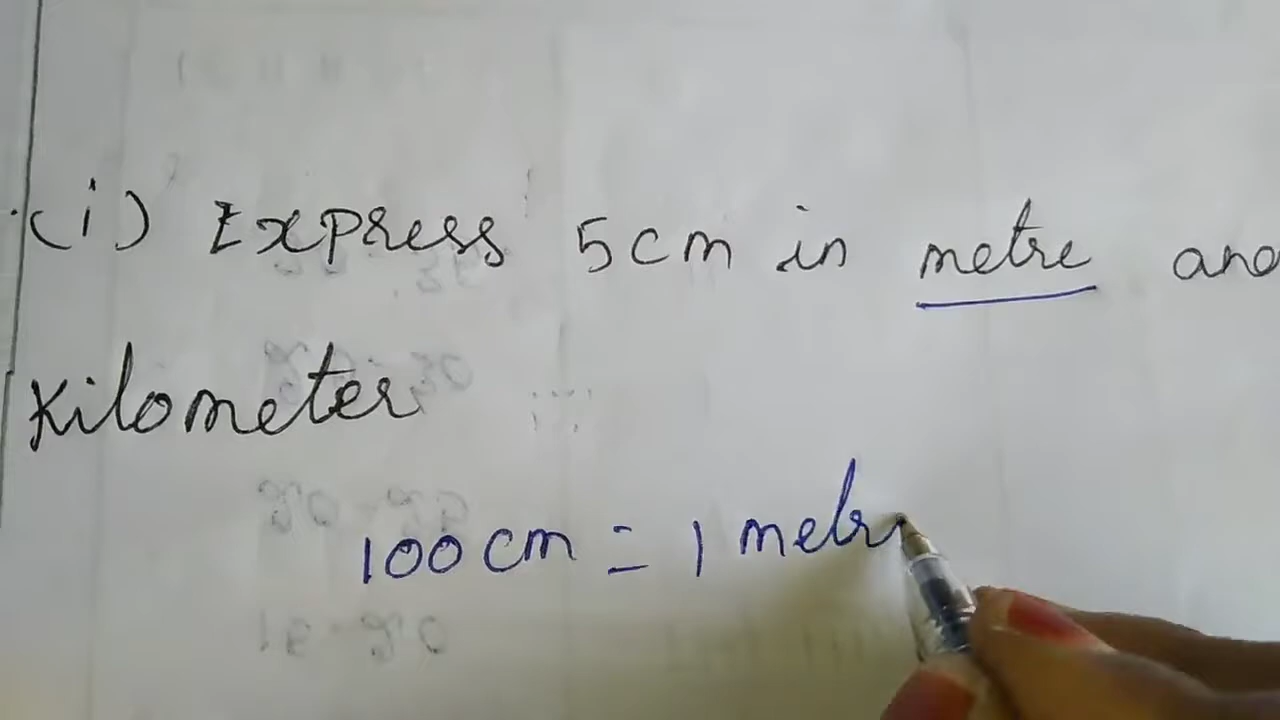 (i) Express 5cm in metre and
Kilometer
100 cm = 1 metr